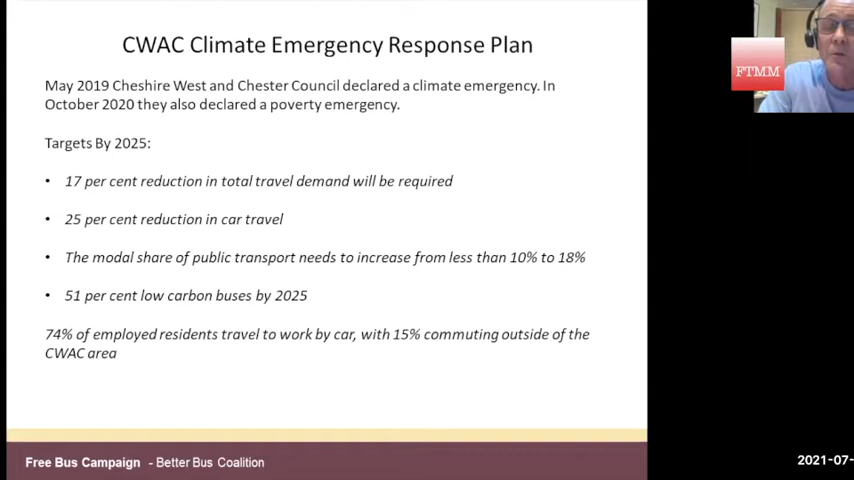 CWAC Climate Emergency Response Plan
May 2019 Cheshire West and Chester Council declared a climate emergency. In
October 2020 they also declared a poverty emergency.
Targets By 2025:
• 17 per cent reduction in total travel demand will be required
• 25 per cent reduction in car travel
• The modal share of public transport needs to increase from less than 10% to 18%
• 51 per cent low carbon buses by 2025
74% of employed residents travel to work by car, with 15% commuting outside of the
CWAC area
Free Bus Campaign - Better Bus Coalition
FTMM
2021-07-